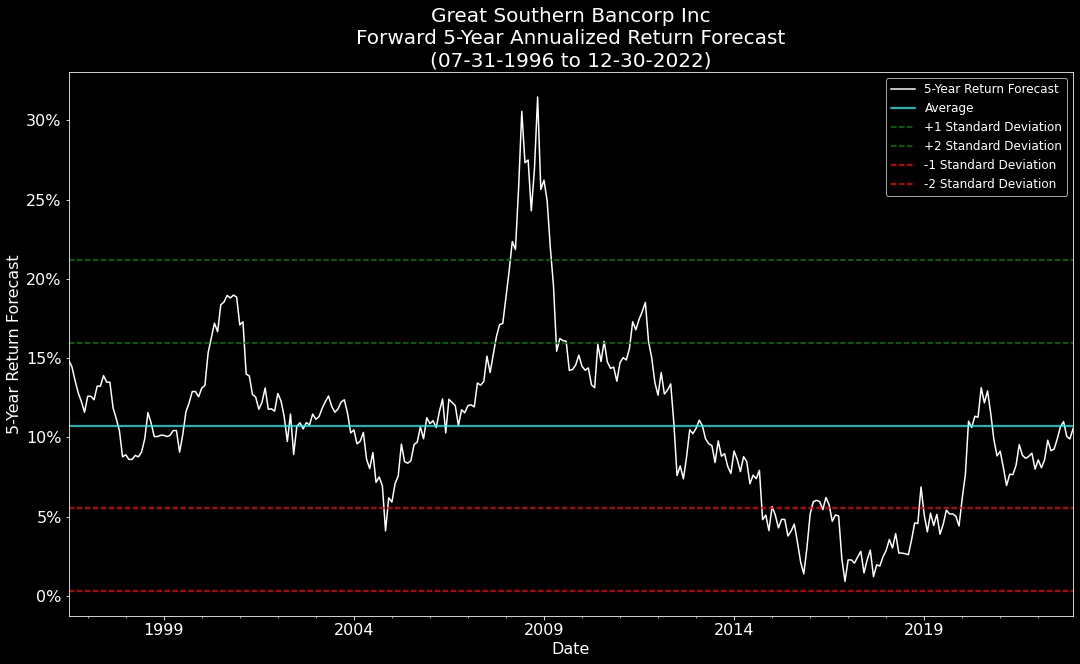 Great Southern Bancorp Inc
Forward 5-Year Annualized Return Forecast
(07-31-1996 to 12-30-2022)
5-Year Return Forecast
Average
+1 Standard Deviation
+2 Standard Deviation
-1 Standard Deviation
-2 Standard Deviation
5-Year Return Forecast
30%
25%
20%
15%
10%
5%
0%
1999
2004
2009
2014
2019
Date